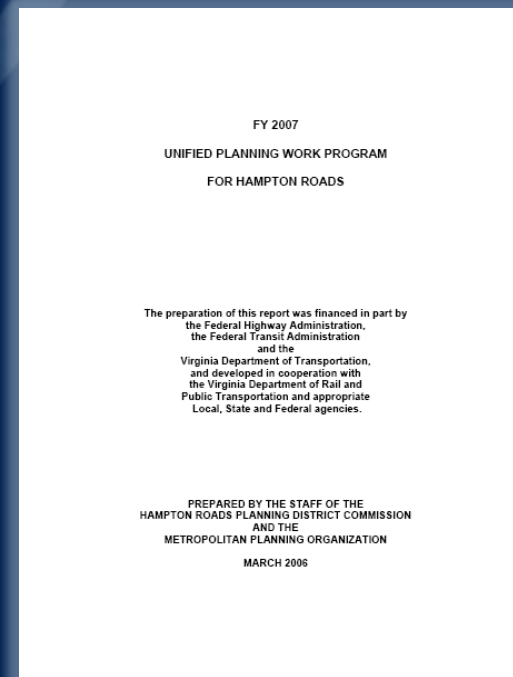 FY 2007
UNIFIED PLANNING WORK PROGRAM
FOR HAMPTON ROADS
The preparation of this report was financed in part by
the Federal Highway Administration,
the Federal Transit Administration
and the
Virginia Department of Transportation,
and developed in cooperation with
the Virginia Department of Rail and
Public Transportation and appropriate
Local, State and Federal agencies.
PREPARED BY THE STAFF OF THE
HAMPTON ROADS PLANNING DISTRICT COMMISSION
AND THE
METROPOLITAN PLANNING ORGANIZATION
MARCH 2006